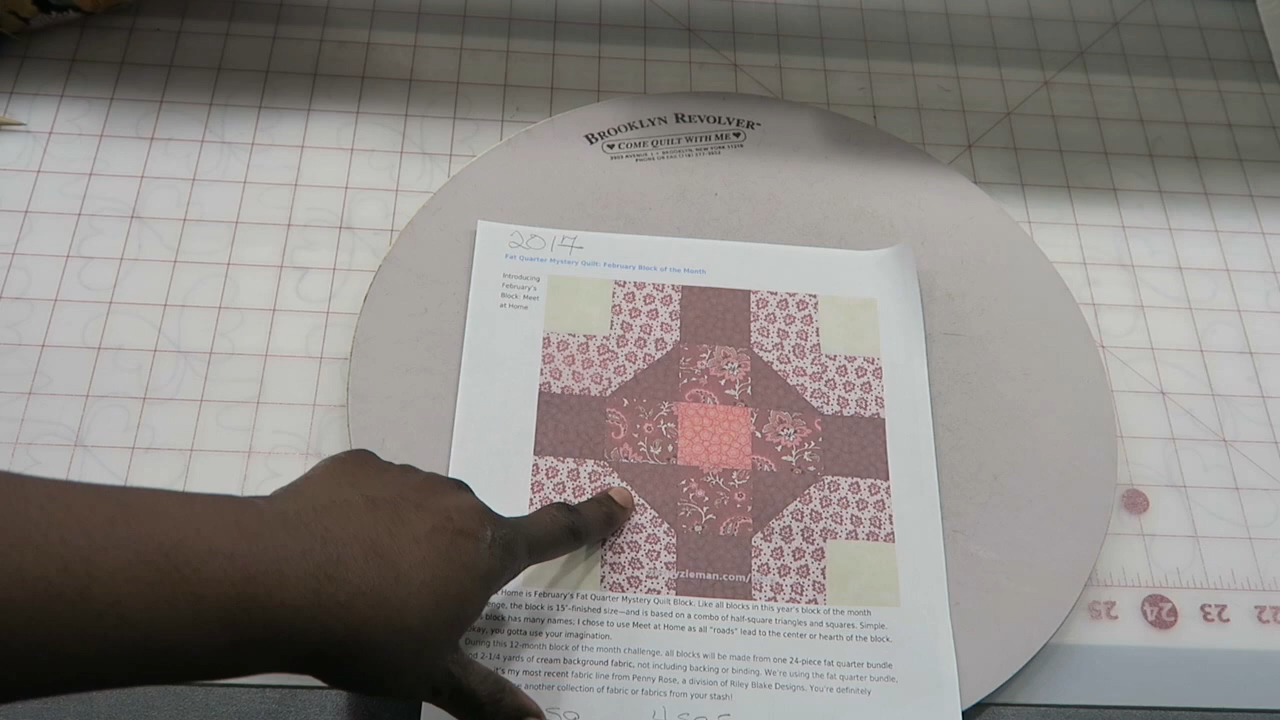 BROOKLYN REVOLVER
COME QUILT WITH ME
2017
Fat Quarter Mystery Quilt: February Block of the Month
Introducing
February's
Block: Meet
at Home
yzieman.com/
Home is February's Fat Quarter Mystery Quilt Block. Like all blocks in this year's block of the month
the block is 15"-finished size—and is based on a combo of half-square triangles and squares. Simple.
block has many names; I chose to use Meet at Home as all "roads" lead to the center or hearth of the block.
okay, you gotta use your imagination.
During this 12-month block of the month challenge, all blocks will be made from one 24-piece fat quarter bundle
2-1/4 yards of cream background fabric, not including backing or binding. We're using the fat quarter bundle,
it's my most recent fabric line from Penny Rose, a division of Riley Blake Designs. You're definitely
another collection of fabric or fabrics from your stash!
25 24 23 22